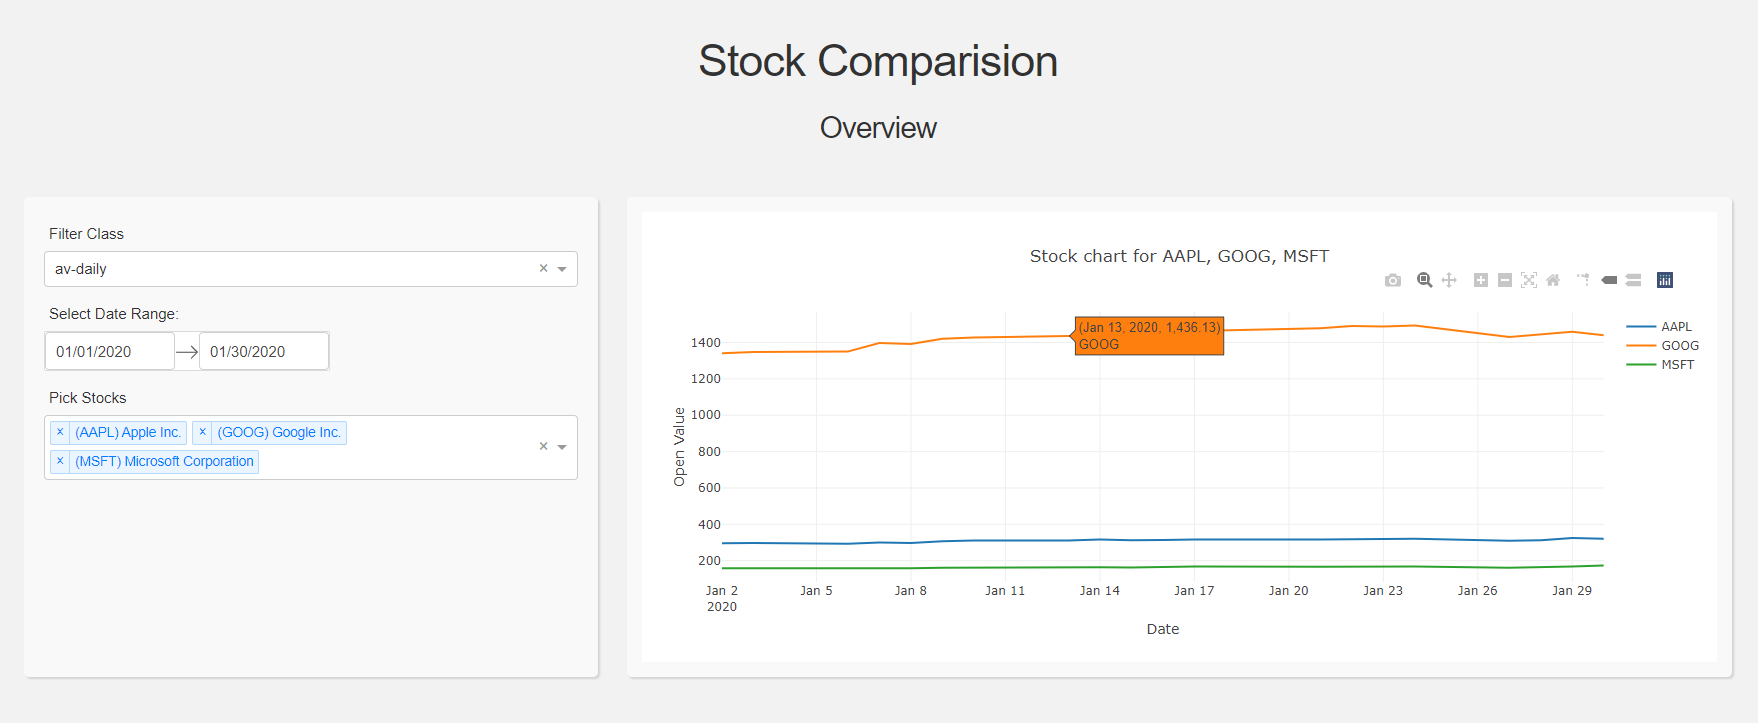 Stock Comparision
Overview
Filter Class
av-daily
×
Select Date Range:
01/01/2020
01/30/2020
Pick Stocks
× (AAPL) Apple Inc.
× (GOOG) Google Inc.
× (MSFT) Microsoft Corporation
×
Stock chart for AAPL, GOOG, MSFT
(Jan 13, 2020, 1,436.13)
GOOG
AAPL
GOOG
MSFT
Open Value
1400
1200
1000
800
600
400
200
Jan 2
2020
Jan 5
Jan 8
Jan 11
Jan 14
Jan 17
Jan 20
Jan 23
Jan 26
Jan 29
Date